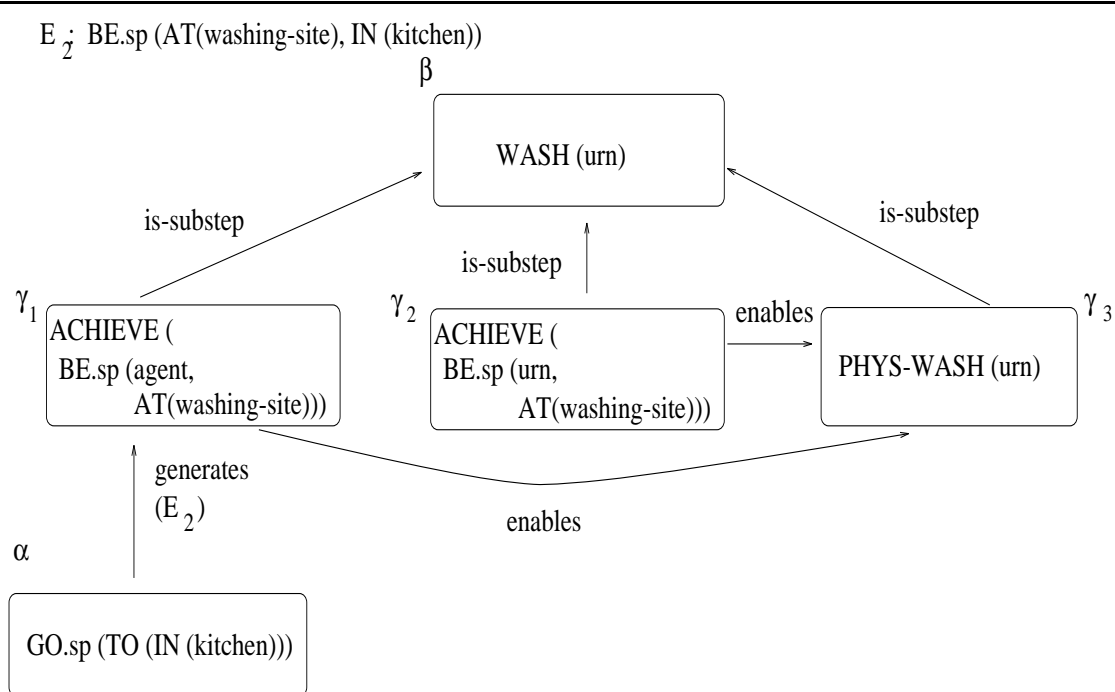 E₂: BE.sp (AT(washing-site), IN (kitchen))
β
WASH (urn)
is-substep
is-substep
is-substep
γ₁
ACHIEVE (
BE.sp (agent,
AT(washing-site)))
γ₂
ACHIEVE (
BE.sp (urn,
AT(washing-site)))
enables
γ₃
PHYS-WASH (urn)
generates
(E₂)
enables
α
GO.sp (TO (IN (kitchen)))